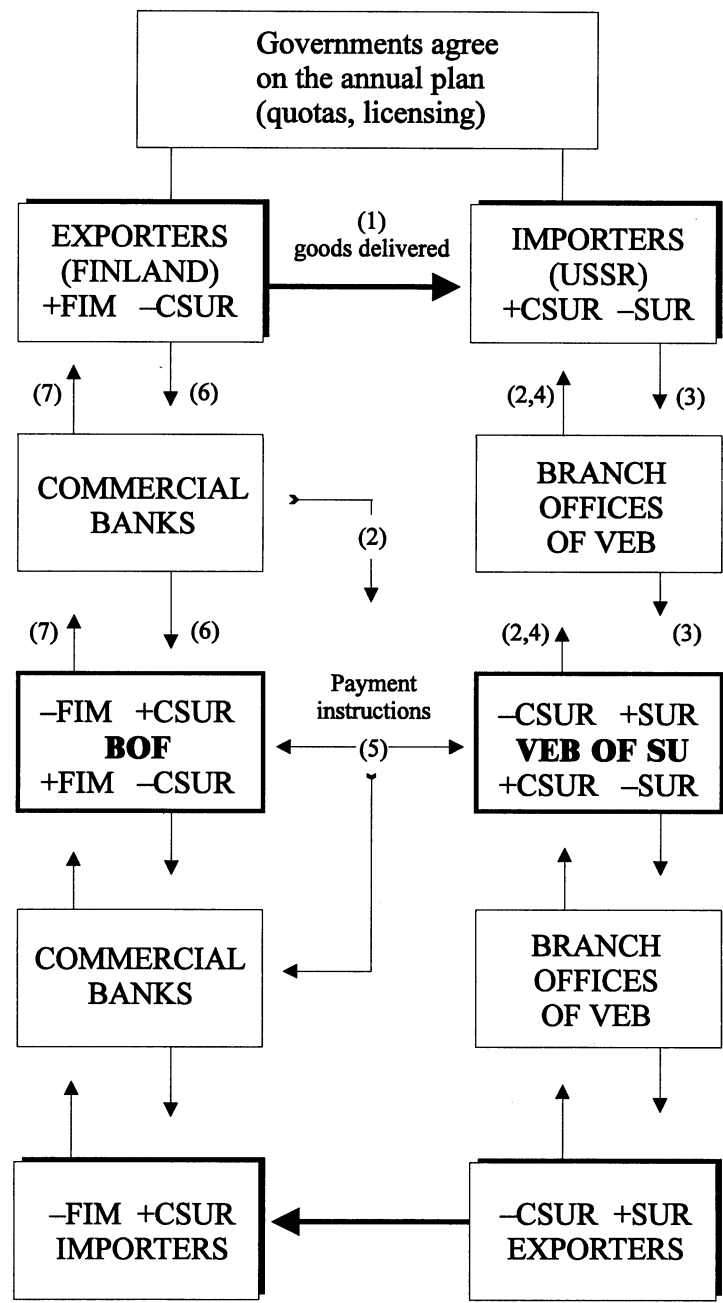 Governments agree
on the annual plan
(quotas, licensing)
EXPORTERS
(FINLAND)
+FIM –CSUR
(1)
goods delivered
IMPORTERS
(USSR)
+CSUR –SUR
(7)
(6)
(2,4)
(3)
COMMERCIAL
BANKS
(2)
BRANCH
OFFICES
OF VEB
(7)
(6)
(2,4)
(3)
–FIM +CSUR
BOF
+FIM –CSUR
Payment
instructions
(5)
–CSUR +SUR
VEB OF SU
+CSUR –SUR
COMMERCIAL
BANKS
BRANCH
OFFICES
OF VEB
–FIM +CSUR
IMPORTERS
–CSUR +SUR
EXPORTERS